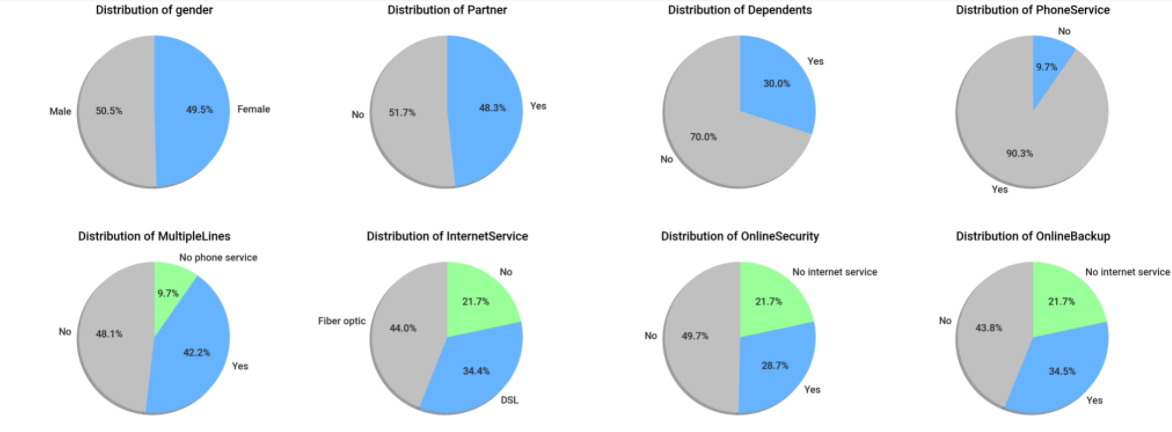 Distribution of gender
Male
50.5%
49.5%
Female
Distribution of Partner
No
51.7%
48.3%
Yes
Distribution of Dependents
Yes
30.0%
70.0%
No
Distribution of PhoneService
No
9.7%
90.3%
Yes
Distribution of MultipleLines
No phone service
9.7%
No
48.1%
42.2%
Yes
Distribution of InternetService
No
21.7%
Fiber optic
44.0%
34.4%
DSL
Distribution of OnlineSecurity
No internet service
21.7%
No
49.7%
28.7%
Yes
Distribution of OnlineBackup
No internet service
21.7%
No
43.8%
34.5%
Yes